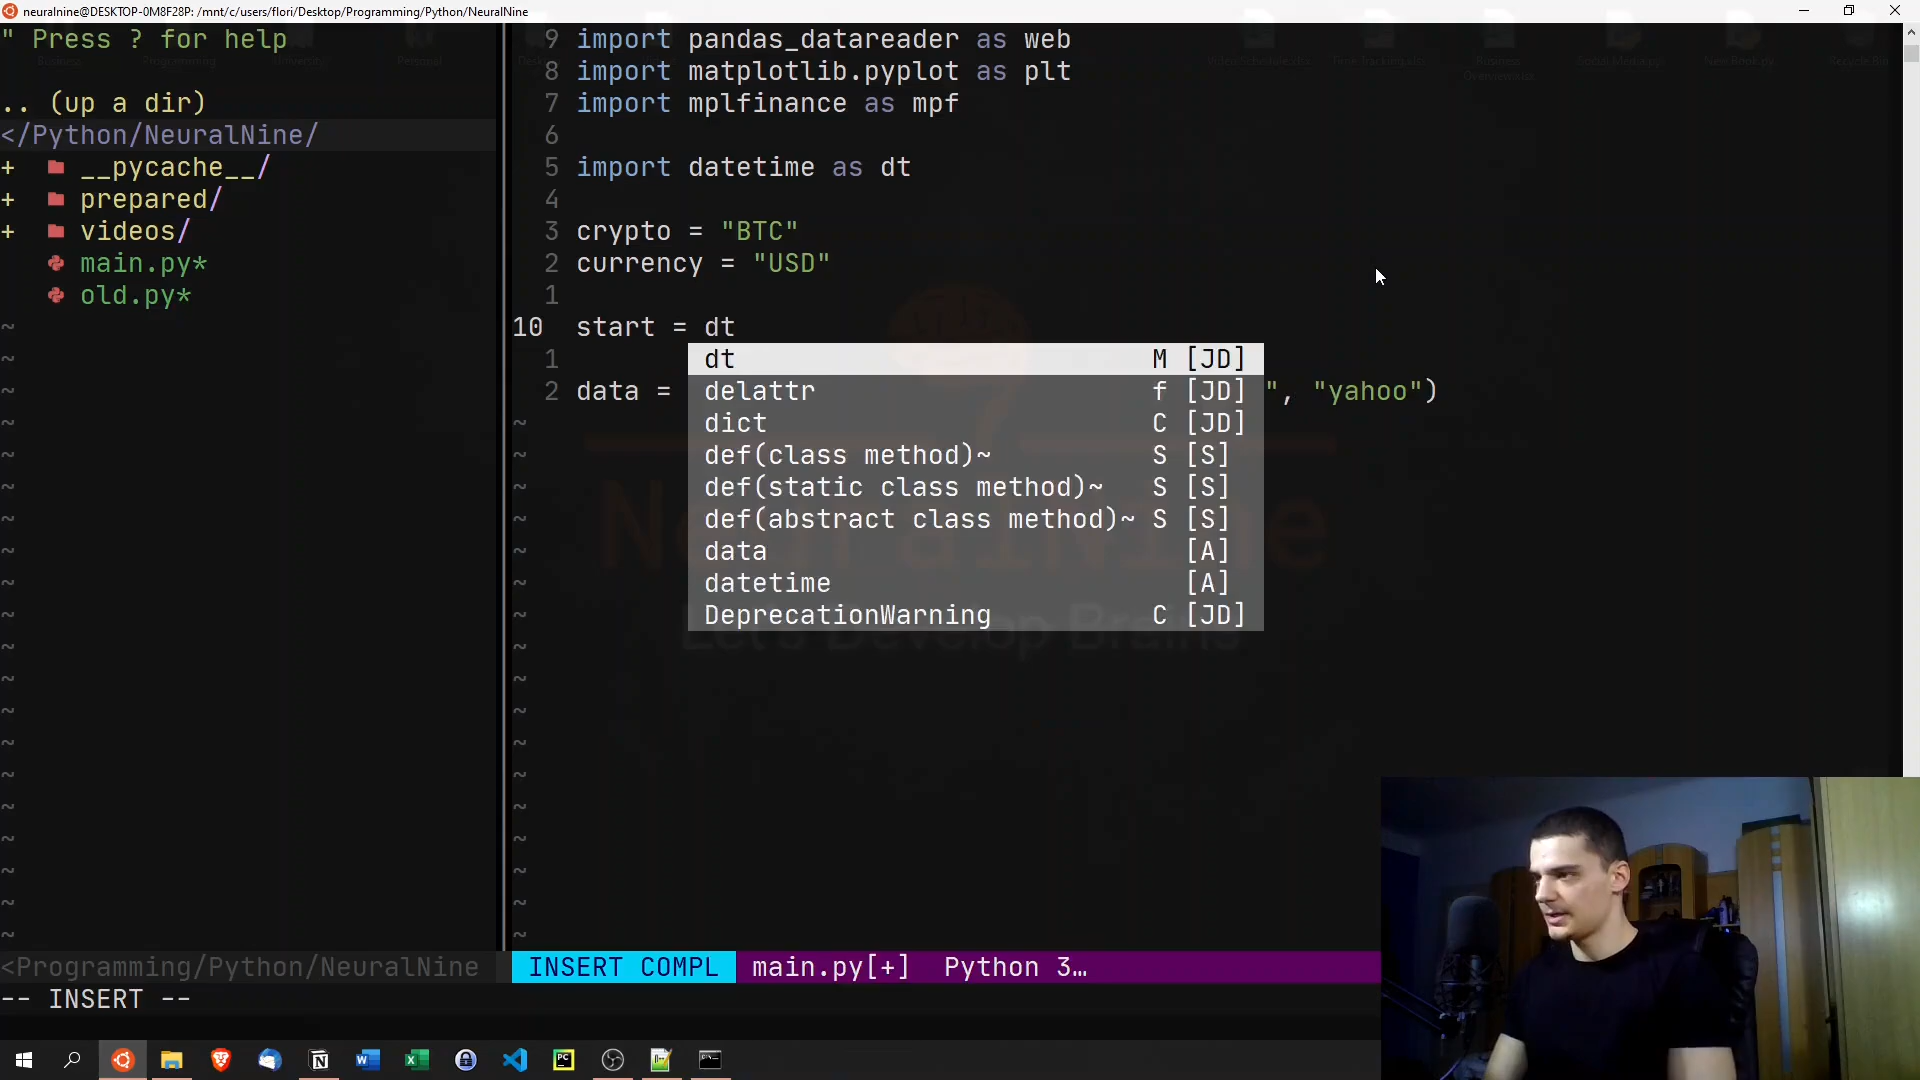 neuralnine@DESKTOP-0M8F28P: /mnt/c/users/flori/Desktop/Programming/Python/NeuralNine
" Press ? for help
.. (up a dir)
</Python/NeuralNine/
+ __pycache__/
+ prepared/
+ videos/
main.py*
old.py*
9 import pandas_datareader as web
8 import matplotlib.pyplot as plt
7 import mplfinance as mpf
6
5 import datetime as dt
4
3 crypto = "BTC"
2 currency = "USD"
1
10 start = dt
1
2 data = ", "yahoo")
dt M [JD]
delattr f [JD]
dict C [JD]
def(class method)~ S [S]
def(static class method)~ S [S]
def(abstract class method)~ S [S]
data [A]
datetime [A]
DeprecationWarning C [JD]
NeuralNine
Let's Develop Brains
<Programming/Python/NeuralNine
INSERT COMPL main.py[+] Python 3…
-- INSERT --